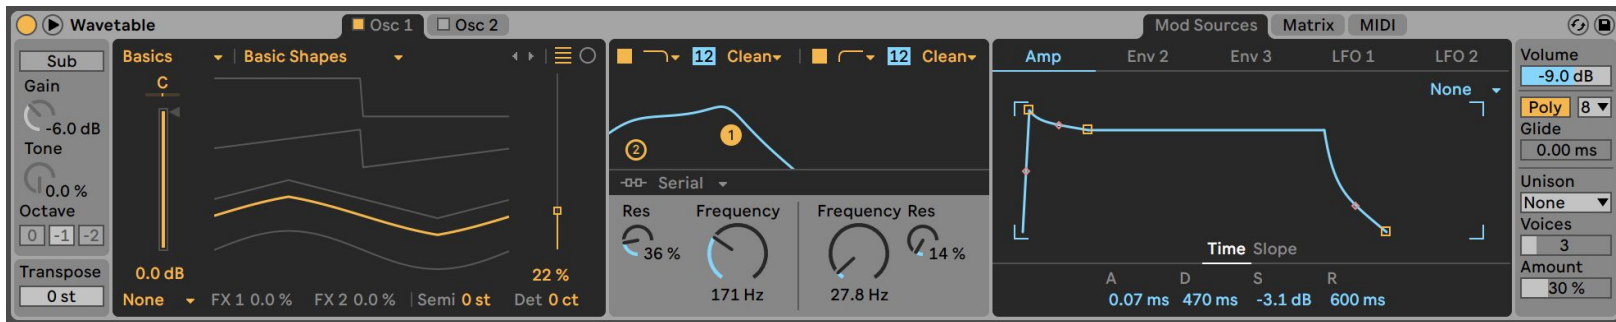 Wavetable
Osc 1
Osc 2
Mod Sources
Matrix
MIDI
Sub
Gain
-6.0 dB
Tone
0.0 %
Octave
0 -1 -2
Transpose
0 st
Basics
Basic Shapes
C
0.0 dB
22 %
None
FX 1 0.0 %
FX 2 0.0 %
Semi 0 st
Det 0 ct
12 Clean
12 Clean
1
2
Serial
Res
36 %
Frequency
171 Hz
Frequency
27.8 Hz
Res
14 %
Amp
Env 2
Env 3
LFO 1
LFO 2
None
Time Slope
A D S R
0.07 ms 470 ms -3.1 dB 600 ms
Volume
-9.0 dB
Poly 8
Glide
0.00 ms
Unison
None
Voices
3
Amount
30 %